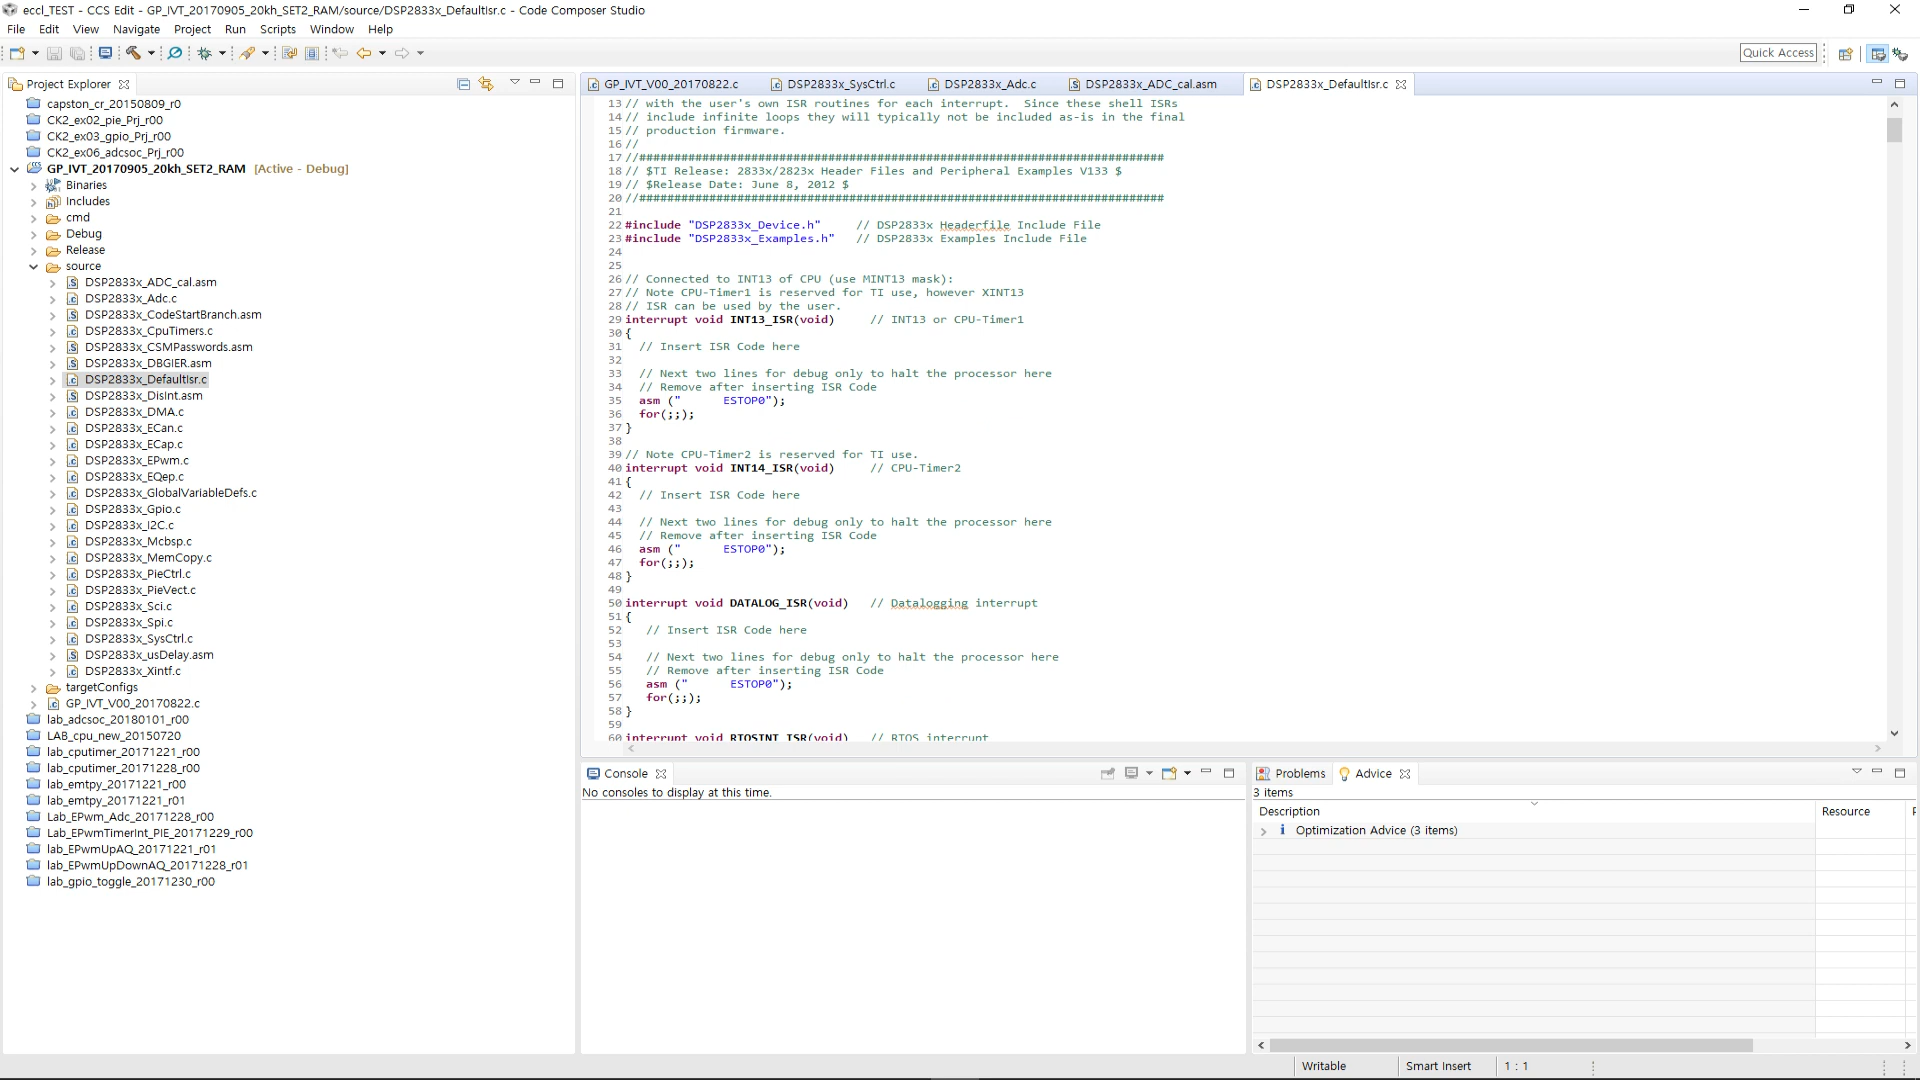 eccl_TEST - CCS Edit - GP_IVT_20170905_20kh_SET2_RAM/source/DSP2833x_DefaultIsr.c - Code Composer Studio
File Edit View Navigate Project Run Scripts Window Help
Quick Access
Project Explorer
capston_cr_20150809_r0
CK2_ex02_pie_Prj_r00
CK2_ex03_gpio_Prj_r00
CK2_ex06_adcsoc_Prj_r00
GP_IVT_20170905_20kh_SET2_RAM [Active - Debug]
Binaries
Includes
cmd
Debug
Release
source
DSP2833x_ADC_cal.asm
DSP2833x_Adc.c
DSP2833x_CodeStartBranch.asm
DSP2833x_CpuTimers.c
DSP2833x_CSMPasswords.asm
DSP2833x_DBGIER.asm
DSP2833x_DefaultIsr.c
DSP2833x_DisInt.asm
DSP2833x_DMA.c
DSP2833x_ECan.c
DSP2833x_ECap.c
DSP2833x_EPwm.c
DSP2833x_EQep.c
DSP2833x_GlobalVariableDefs.c
DSP2833x_Gpio.c
DSP2833x_I2C.c
DSP2833x_Mcbsp.c
DSP2833x_MemCopy.c
DSP2833x_PieCtrl.c
DSP2833x_PieVect.c
DSP2833x_Sci.c
DSP2833x_Spi.c
DSP2833x_SysCtrl.c
DSP2833x_usDelay.asm
DSP2833x_Xintf.c
targetConfigs
GP_IVT_V00_20170822.c
lab_adcsoc_20180101_r00
LAB_cpu_new_20150720
lab_cputimer_20171221_r00
lab_cputimer_20171228_r00
lab_emtpy_20171221_r00
lab_emtpy_20171221_r01
Lab_EPwm_Adc_20171228_r00
Lab_EPwmTimerInt_PIE_20171229_r00
lab_EPwmUpAQ_20171221_r01
lab_EPwmUpDownAQ_20171228_r01
lab_gpio_toggle_20171230_r00
GP_IVT_V00_20170822.c DSP2833x_SysCtrl.c DSP2833x_Adc.c DSP2833x_ADC_cal.asm DSP2833x_DefaultIsr.c
13 // with the user's own ISR routines for each interrupt.  Since these shell ISRs
14 // include infinite loops they will typically not be included as-is in the final
15 // production firmware.
16 //
17 //###########################################################################
18 // $TI Release: 2833x/2823x Header Files and Peripheral Examples V133 $
19 // $Release Date: June 8, 2012 $
20 //###########################################################################
21
22 #include "DSP2833x_Device.h"     // DSP2833x Headerfile Include File
23 #include "DSP2833x_Examples.h"   // DSP2833x Examples Include File
24
25
26 // Connected to INT13 of CPU (use MINT13 mask):
27 // Note CPU-Timer1 is reserved for TI use, however XINT13
28 // ISR can be used by the user.
29 interrupt void INT13_ISR(void)     // INT13 or CPU-Timer1
30 {
31   // Insert ISR Code here
32
33   // Next two lines for debug only to halt the processor here
34   // Remove after inserting ISR Code
35   asm ("      ESTOP0");
36   for(;;);
37 }
38
39 // Note CPU-Timer2 is reserved for TI use.
40 interrupt void INT14_ISR(void)     // CPU-Timer2
41 {
42   // Insert ISR Code here
43
44   // Next two lines for debug only to halt the processor here
45   // Remove after inserting ISR Code
46   asm ("      ESTOP0");
47   for(;;);
48 }
49
50 interrupt void DATALOG_ISR(void)   // Datalogging interrupt
51 {
52    // Insert ISR Code here
53
54    // Next two lines for debug only to halt the processor here
55    // Remove after inserting ISR Code
56    asm ("      ESTOP0");
57    for(;;);
58 }
59
60 interrupt void RTOSINT_ISR(void)   // RTOS interrupt
Console
No consoles to display at this time.
Problems Advice
3 items
Description Resource
Optimization Advice (3 items)
Writable Smart Insert 1 : 1